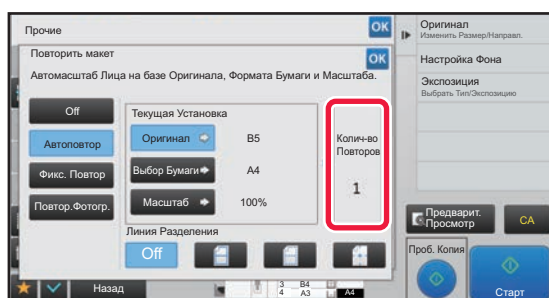 Прочие
OK
Повторить макет
OK
Автомасштаб Лица на базе Оригинала, Формата Бумаги и Масштаба.
Off
Автоповтор
Фикс. Повтор
Повтор.Фотогр.
Текущая Установка
Оригинал B5
Выбор Бумаги A4
Масштаб 100%
Колич-во
Повторов
1
Линия Разделения
Off
Назад
3 B4
4 A3
A4
Оригинал
Изменить Размер/Направл.
Настройка Фона
Экспозиция
Выбрать Тип/Экспозицию
Предварит.
Просмотр
CA
Проб. Копия
Старт